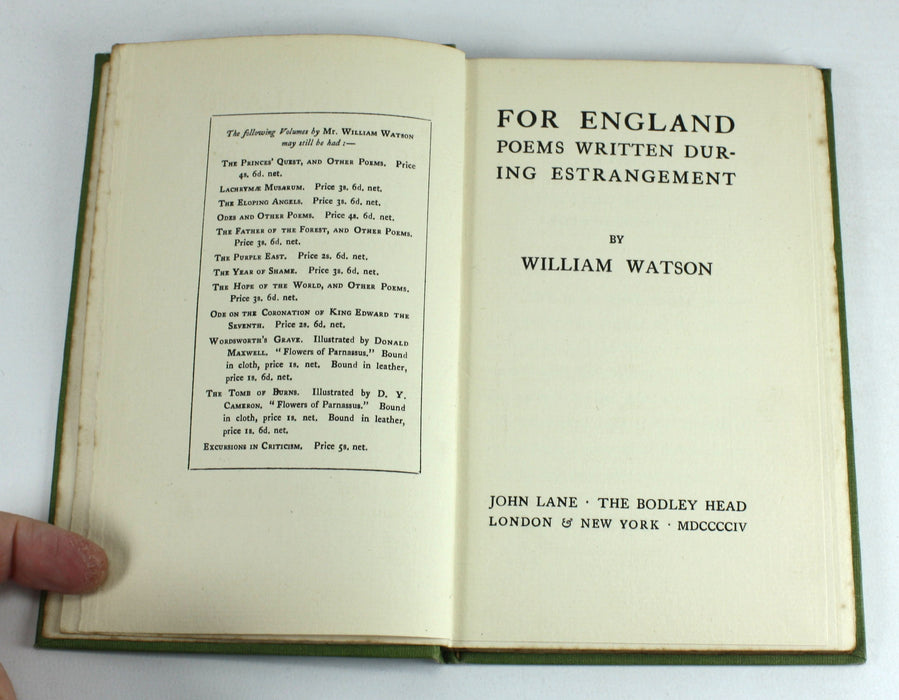 The following Volumes by Mr. William Watson
may still be had :—
The Princes' Quest, and Other Poems. Price
4s. 6d. net.
Lachrymæ Musarum. Price 3s. 6d. net.
The Eloping Angels. Price 3s. 6d. net.
Odes and Other Poems. Price 4s. 6d. net.
The Father of the Forest, and Other Poems.
Price 3s. 6d. net.
The Purple East. Price 2s. 6d. net.
The Year of Shame. Price 3s. 6d. net.
The Hope of the World, and Other Poems.
Price 3s. 6d. net.
Ode on the Coronation of King Edward the
Seventh. Price 2s. 6d. net.
Wordsworth's Grave. Illustrated by Donald
Maxwell. "Flowers of Parnassus." Bound
in cloth, price 1s. net. Bound in leather,
price 1s. 6d. net.
The Tomb of Burns. Illustrated by D. Y.
Cameron. "Flowers of Parnassus." Bound
in cloth, price 1s. net. Bound in leather,
price 1s. 6d. net.
Excursions in Criticism. Price 5s. net.
FOR ENGLAND
POEMS WRITTEN DUR-
ING ESTRANGEMENT
BY
WILLIAM WATSON
JOHN LANE · THE BODLEY HEAD
LONDON & NEW YORK · MDCCCCIV